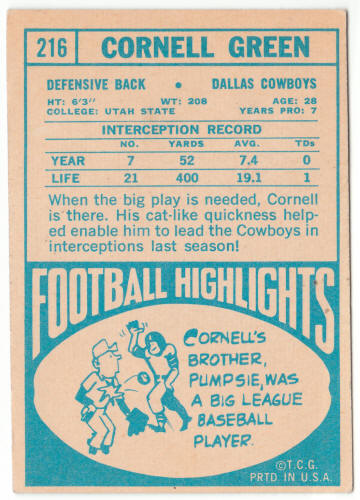 216 CORNELL GREEN
DEFENSIVE BACK • DALLAS COWBOYS
HT: 6'3" WT: 208 AGE: 28
COLLEGE: UTAH STATE YEARS PRO: 7
INTERCEPTION RECORD
NO. YARDS AVG. TDs
YEAR 7 52 7.4 0
LIFE 21 400 19.1 1
When the big play is needed, Cornell
is there. His cat-like quickness help-
ed enable him to lead the Cowboys in
interceptions last season!
FOOTBALL HIGHLIGHTS
CORNELL'S
BROTHER,
PUMPSIE, WAS
A BIG LEAGUE
BASEBALL
PLAYER.
©T.C.G.
PRTD. IN U.S.A.